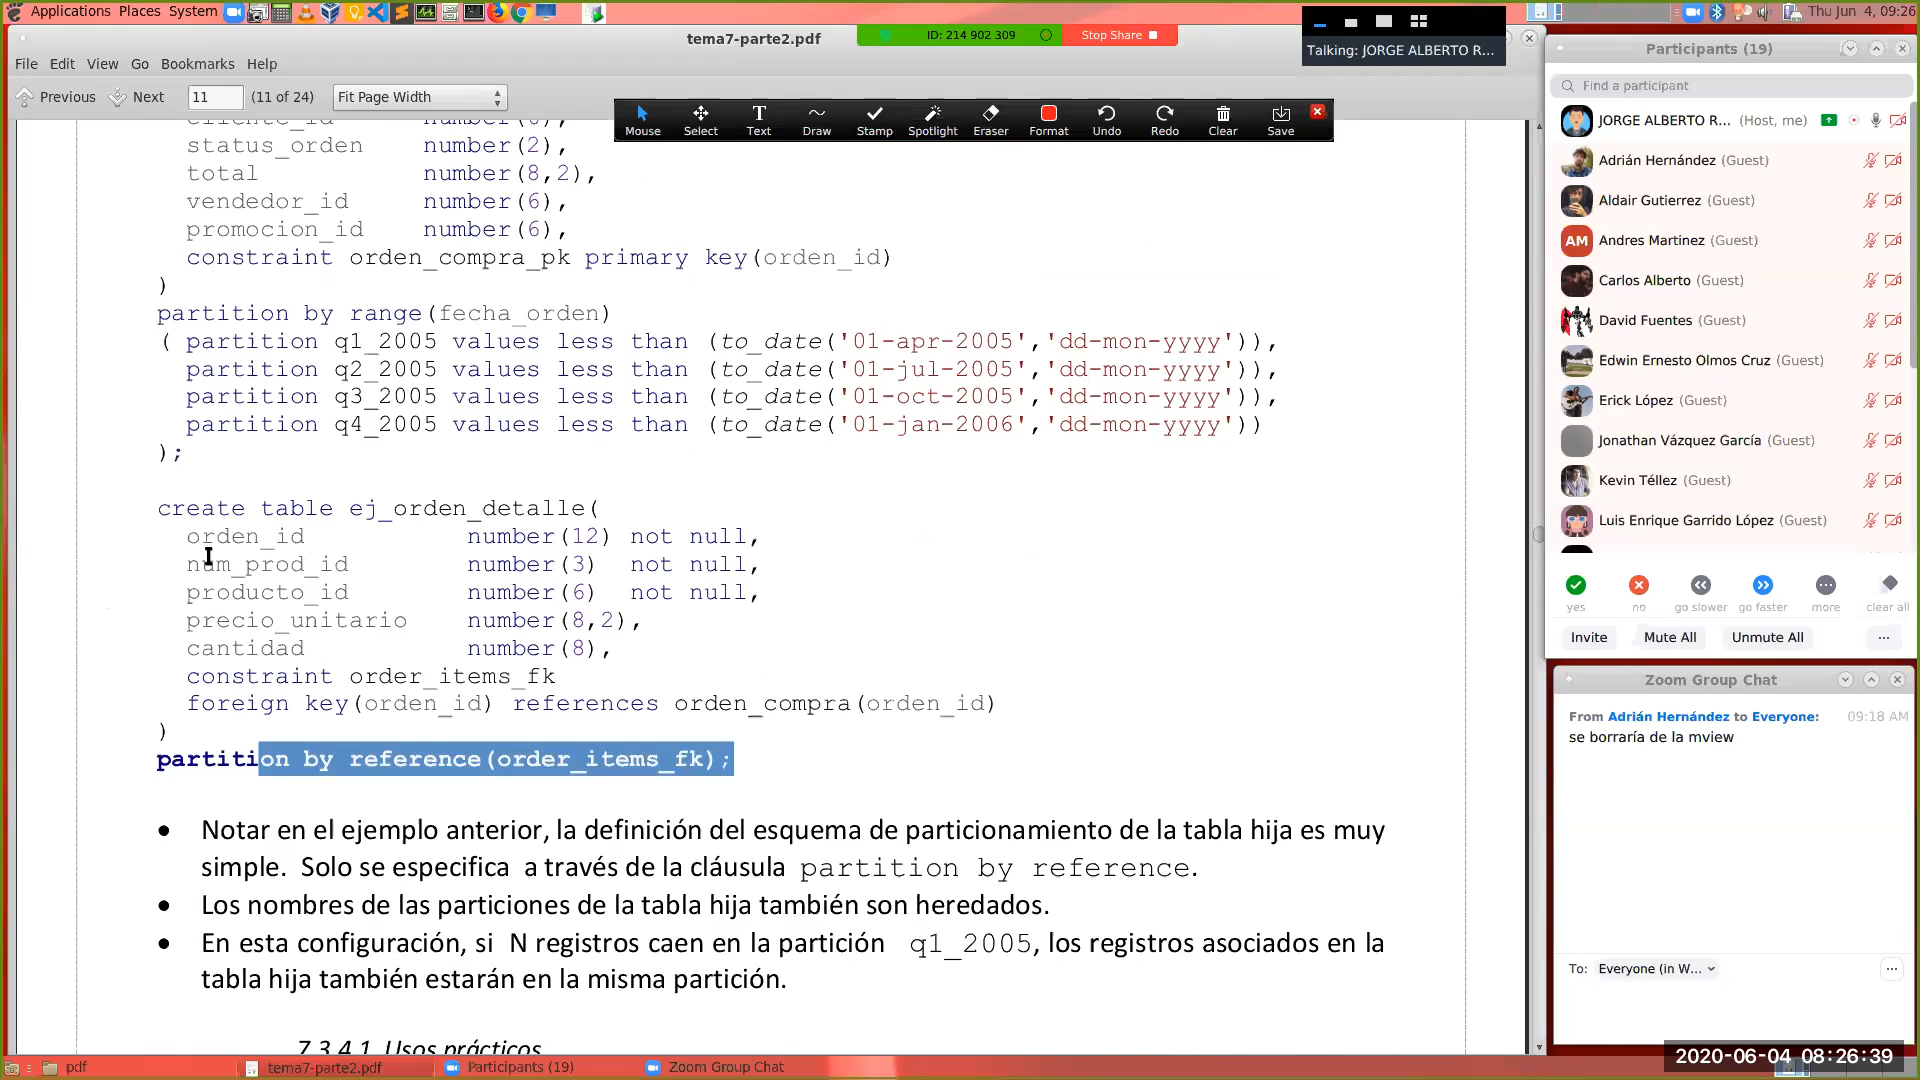 Applications Places System
Thu Jun 4, 09:26
tema7-parte2.pdf
ID: 214 902 309
Stop Share
Talking: JORGE ALBERTO R...
File Edit View Go Bookmarks Help
Previous Next 11 (11 of 24) Fit Page Width
Mouse Select Text Draw Stamp Spotlight Eraser Format Undo Redo Clear Save
status_orden number(2),
total number(8,2),
vendedor_id number(6),
promocion_id number(6),
constraint orden_compra_pk primary key(orden_id)
)
partition by range(fecha_orden)
( partition q1_2005 values less than (to_date('01-apr-2005','dd-mon-yyyy')),
partition q2_2005 values less than (to_date('01-jul-2005','dd-mon-yyyy')),
partition q3_2005 values less than (to_date('01-oct-2005','dd-mon-yyyy')),
partition q4_2005 values less than (to_date('01-jan-2006','dd-mon-yyyy'))
);
create table ej_orden_detalle(
orden_id number(12) not null,
num_prod_id number(3) not null,
producto_id number(6) not null,
precio_unitario number(8,2),
cantidad number(8),
constraint order_items_fk
foreign key(orden_id) references orden_compra(orden_id)
)
partition by reference(order_items_fk);
• Notar en el ejemplo anterior, la definición del esquema de particionamiento de la tabla hija es muy
simple. Solo se especifica a través de la cláusula partition by reference.
• Los nombres de las particiones de la tabla hija también son heredados.
• En esta configuración, si N registros caen en la partición q1_2005, los registros asociados en la
tabla hija también estarán en la misma partición.
7.3.4.1. Usos prácticos
Participants (19)
Find a participant
JORGE ALBERTO R... (Host, me)
Adrián Hernández (Guest)
Aldair Gutierrez (Guest)
AM Andres Martinez (Guest)
Carlos Alberto (Guest)
David Fuentes (Guest)
Edwin Ernesto Olmos Cruz (Guest)
Erick López (Guest)
Jonathan Vázquez García (Guest)
Kevin Téllez (Guest)
Luis Enrique Garrido López (Guest)
yes no go slower go faster more clear all
Invite Mute All Unmute All ...
Zoom Group Chat
From Adrián Hernández to Everyone: 09:18 AM
se borraría de la mview
To: Everyone (in W... ...
2020-06-04 08:26:39
pdf tema7-parte2.pdf Participants (19) Zoom Group Chat